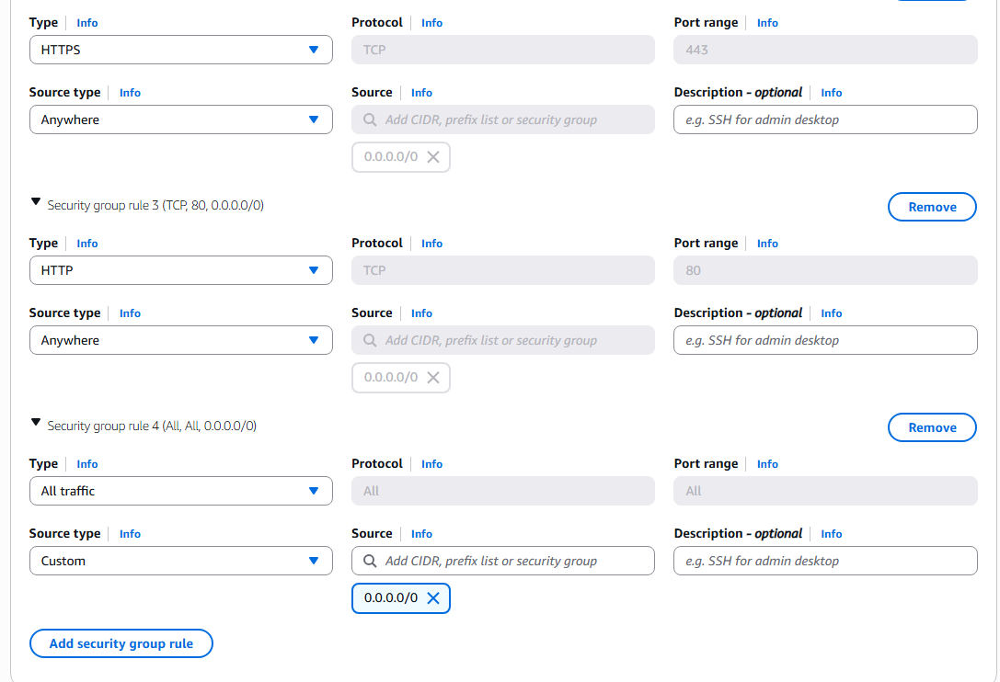 Type Info Protocol Info Port range Info
HTTPS TCP 443
Source type Info Source Info Description - optional Info
Anywhere Add CIDR, prefix list or security group e.g. SSH for admin desktop
0.0.0.0/0
Security group rule 3 (TCP, 80, 0.0.0.0/0) Remove
Type Info Protocol Info Port range Info
HTTP TCP 80
Source type Info Source Info Description - optional Info
Anywhere Add CIDR, prefix list or security group e.g. SSH for admin desktop
0.0.0.0/0
Security group rule 4 (All, All, 0.0.0.0/0) Remove
Type Info Protocol Info Port range Info
All traffic All All
Source type Info Source Info Description - optional Info
Custom Add CIDR, prefix list or security group e.g. SSH for admin desktop
0.0.0.0/0
Add security group rule